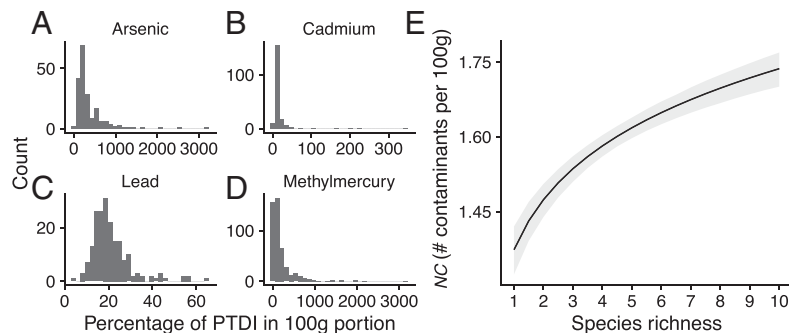 A
Arsenic
50
0
0 1000 2000 3000
B
Cadmium
100
0
0 100 200 300
Count
C
Lead
20
0
0 20 40 60
D
Methylmercury
100
0
0 1000 2000 3000
Percentage of PTDI in 100g portion
E
NC (# contaminants per 100g)
1.75
1.60
1.45
1 2 3 4 5 6 7 8 9 10
Species richness